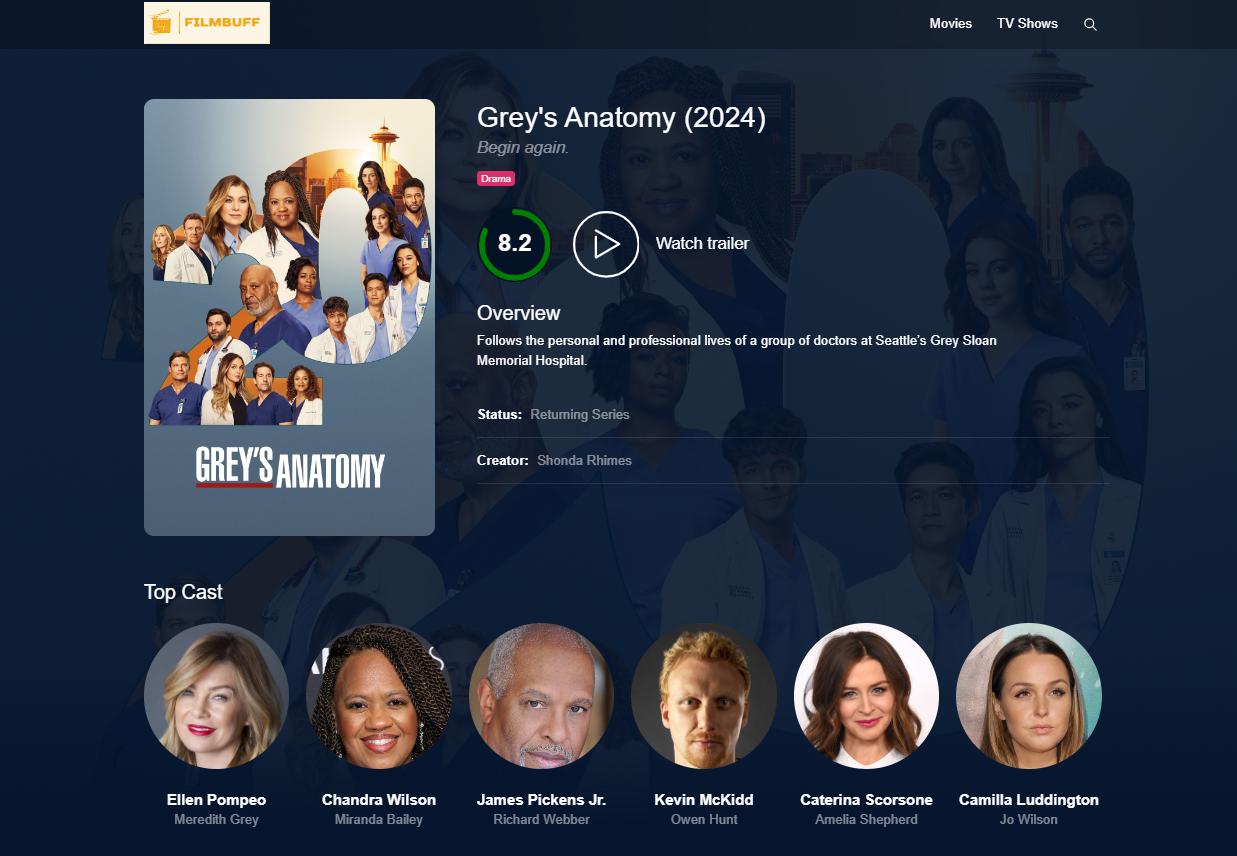 FILMBUFF
Movies
TV Shows
Grey's Anatomy (2024)
Begin again.
Drama
8.2
Watch trailer
Overview
Follows the personal and professional lives of a group of doctors at Seattle's Grey Sloan
Memorial Hospital.
Status: Returning Series
Creator: Shonda Rhimes
GREY'S ANATOMY
Top Cast
Ellen Pompeo
Meredith Grey
Chandra Wilson
Miranda Bailey
James Pickens Jr.
Richard Webber
Kevin McKidd
Owen Hunt
Caterina Scorsone
Amelia Shepherd
Camilla Luddington
Jo Wilson